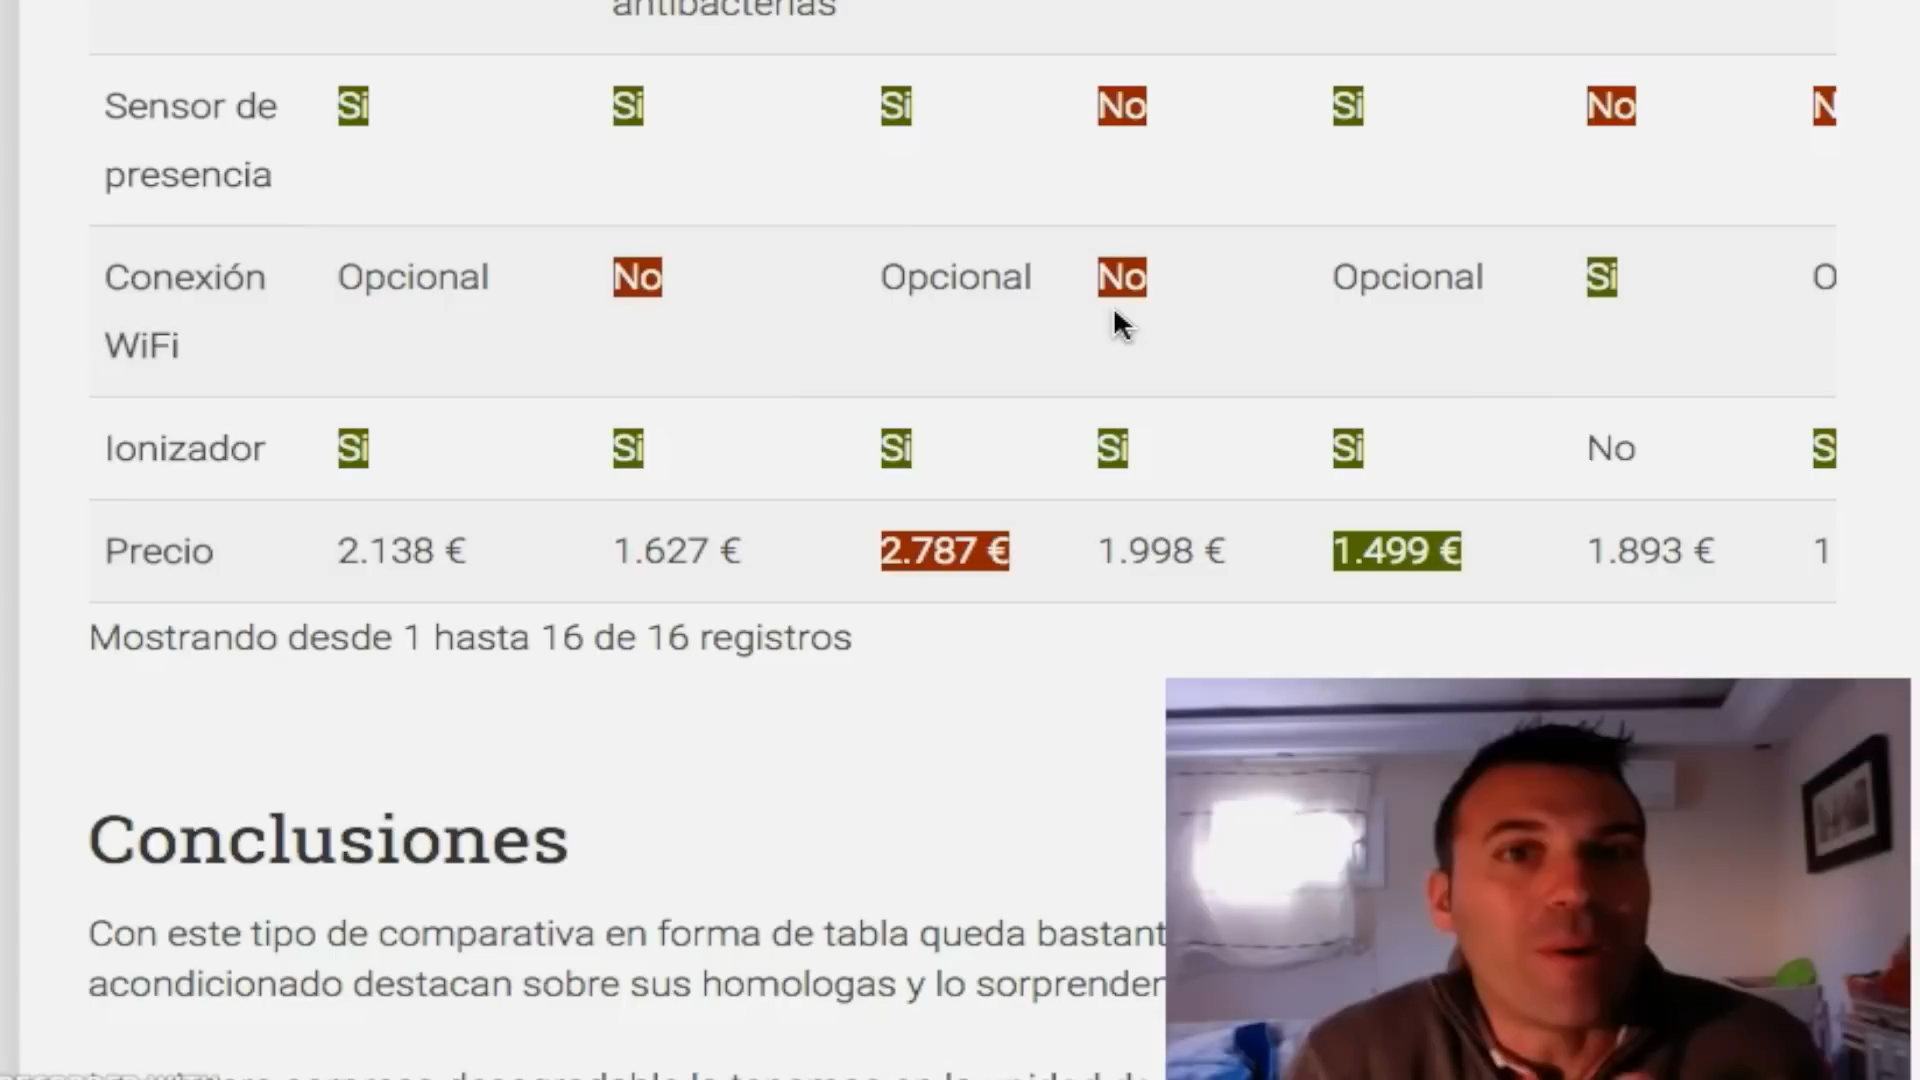 antibacterias
Sensor de presencia Si Si Si No Si No
Conexión WiFi Opcional No Opcional No Opcional Si
Ionizador Si Si Si Si Si No
Precio 2.138 € 1.627 € 2.787 € 1.998 € 1.499 € 1.893 € 1
Mostrando desde 1 hasta 16 de 16 registros
Conclusiones
Con este tipo de comparativa en forma de tabla queda bastant
acondicionado destacan sobre sus homologas y lo sorprender